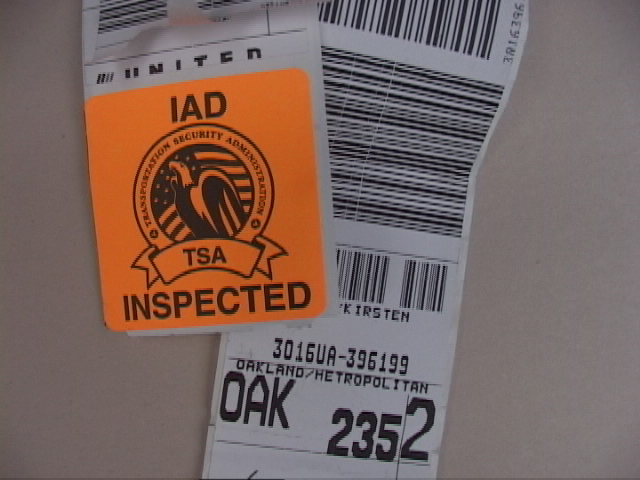 UNITED
IAD
TRANSPORTATION SECURITY ADMINISTRATION
TSA
INSPECTED
/KIRSTEN
3016UA-396199
OAKLAND/METROPOLITAN
OAK
2352